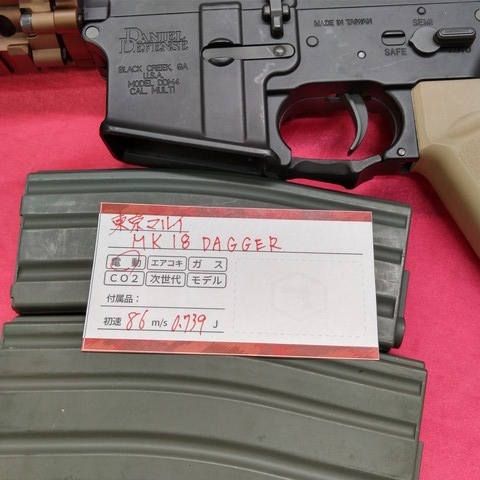 DANIEL
DEFENSE
BLACK CREEK, GA
U.S.A.
MODEL DDM4
CAL. MULTI
MADE IN TAIWAN
SEMI
SAFE
東京マルイ
MK18 DAGGER
電動 エアコキ ガス
CO2 次世代 モデル
付属品:
初速 86 m/s 0.739 J